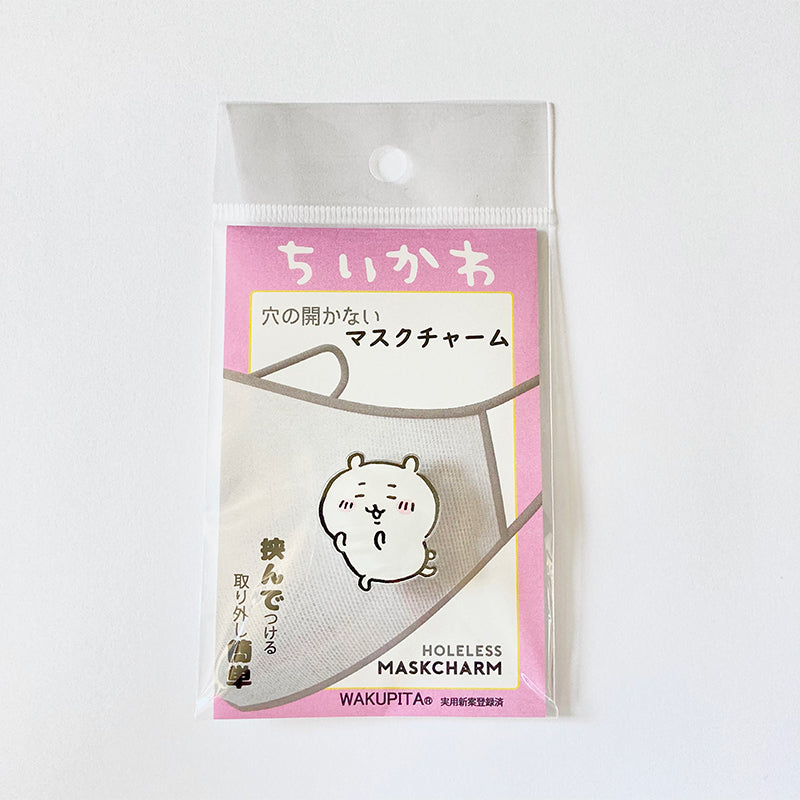 ちいかわ
穴の開かない
マスクチャーム
挟んでつける
取り外し簡単
HOLELESS
MASKCHARM
WAKUPITA® 実用新案登録済